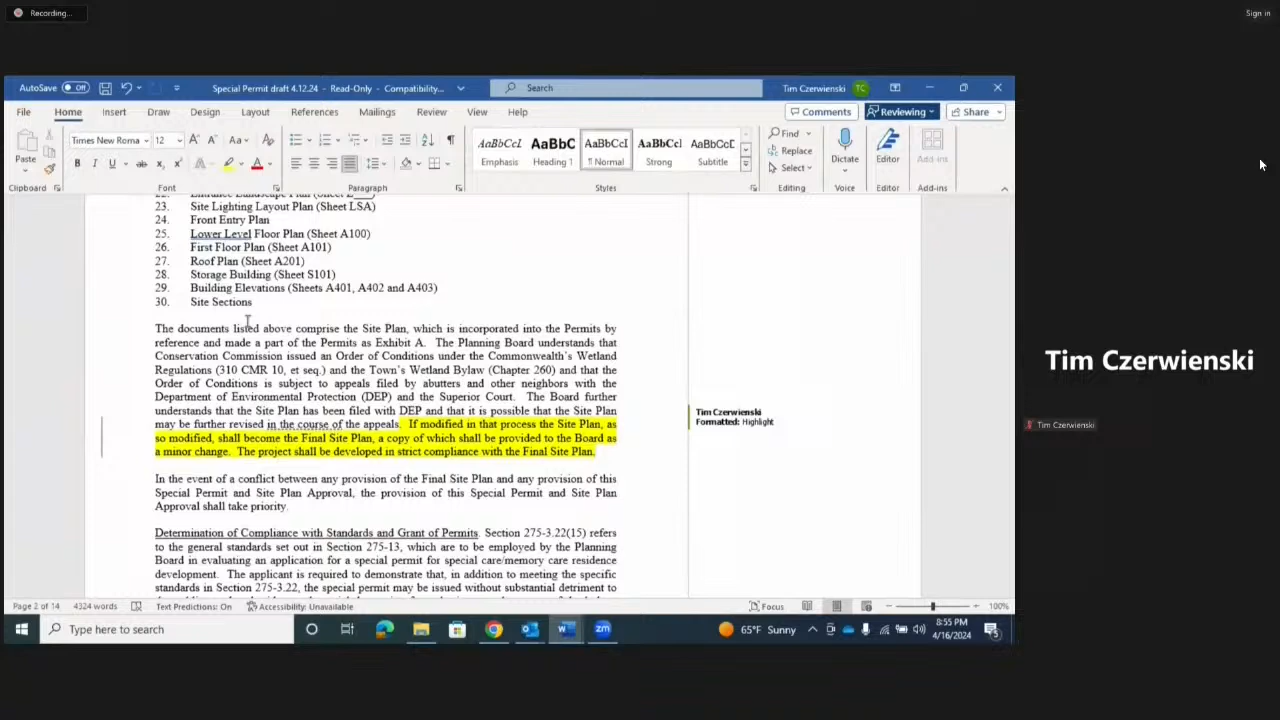 Recording...
Sign in
AutoSave Off
Special Permit draft 4.12.24 - Read-Only - Compatibility...
Search
Tim Czerwienski TC
File Home Insert Draw Design Layout References Mailings Review View Help
Comments Reviewing Share
Paste
Times New Roma 12
AaBbCcI AaBbC AaBbCcI AaBbCcl AaBbCcE
Emphasis Heading 1 ¶ Normal Strong Subtitle
Find
Replace
Select
Dictate Editor Add-ins
Clipboard Font Paragraph Styles Editing Voice Editor Add-ins
22. Entrance Landscape Plan (Sheet
23. Site Lighting Layout Plan (Sheet LSA)
24. Front Entry Plan
25. Lower Level Floor Plan (Sheet A100)
26. First Floor Plan (Sheet A101)
27. Roof Plan (Sheet A201)
28. Storage Building (Sheet S101)
29. Building Elevations (Sheets A401, A402 and A403)
30. Site Sections
The documents listed above comprise the Site Plan, which is incorporated into the Permits by
reference and made a part of the Permits as Exhibit A. The Planning Board understands that
Conservation Commission issued an Order of Conditions under the Commonwealth's Wetland
Regulations (310 CMR 10, et seq.) and the Town's Wetland Bylaw (Chapter 260) and that the
Order of Conditions is subject to appeals filed by abutters and other neighbors with the
Department of Environmental Protection (DEP) and the Superior Court. The Board further
understands that the Site Plan has been filed with DEP and that it is possible that the Site Plan
may be further revised in the course of the appeals. If modified in that process the Site Plan, as
so modified, shall become the Final Site Plan, a copy of which shall be provided to the Board as
a minor change. The project shall be developed in strict compliance with the Final Site Plan.
In the event of a conflict between any provision of the Final Site Plan and any provision of this
Special Permit and Site Plan Approval, the provision of this Special Permit and Site Plan
Approval shall take priority.
Determination of Compliance with Standards and Grant of Permits. Section 275-3.22(15) refers
to the general standards set out in Section 275-13, which are to be employed by the Planning
Board in evaluating an application for a special permit for special care/memory care residence
development. The applicant is required to demonstrate that, in addition to meeting the specific
standards in Section 275-3.22, the special permit may be issued without substantial detriment to
Tim Czerwienski
Formatted: Highlight
Tim Czerwienski
Tim Czerwienski
Page 2 of 14 4324 words Text Predictions: On Accessibility: Unavailable Focus 100%
Type here to search
65°F Sunny
8:55 PM
4/16/2024
5